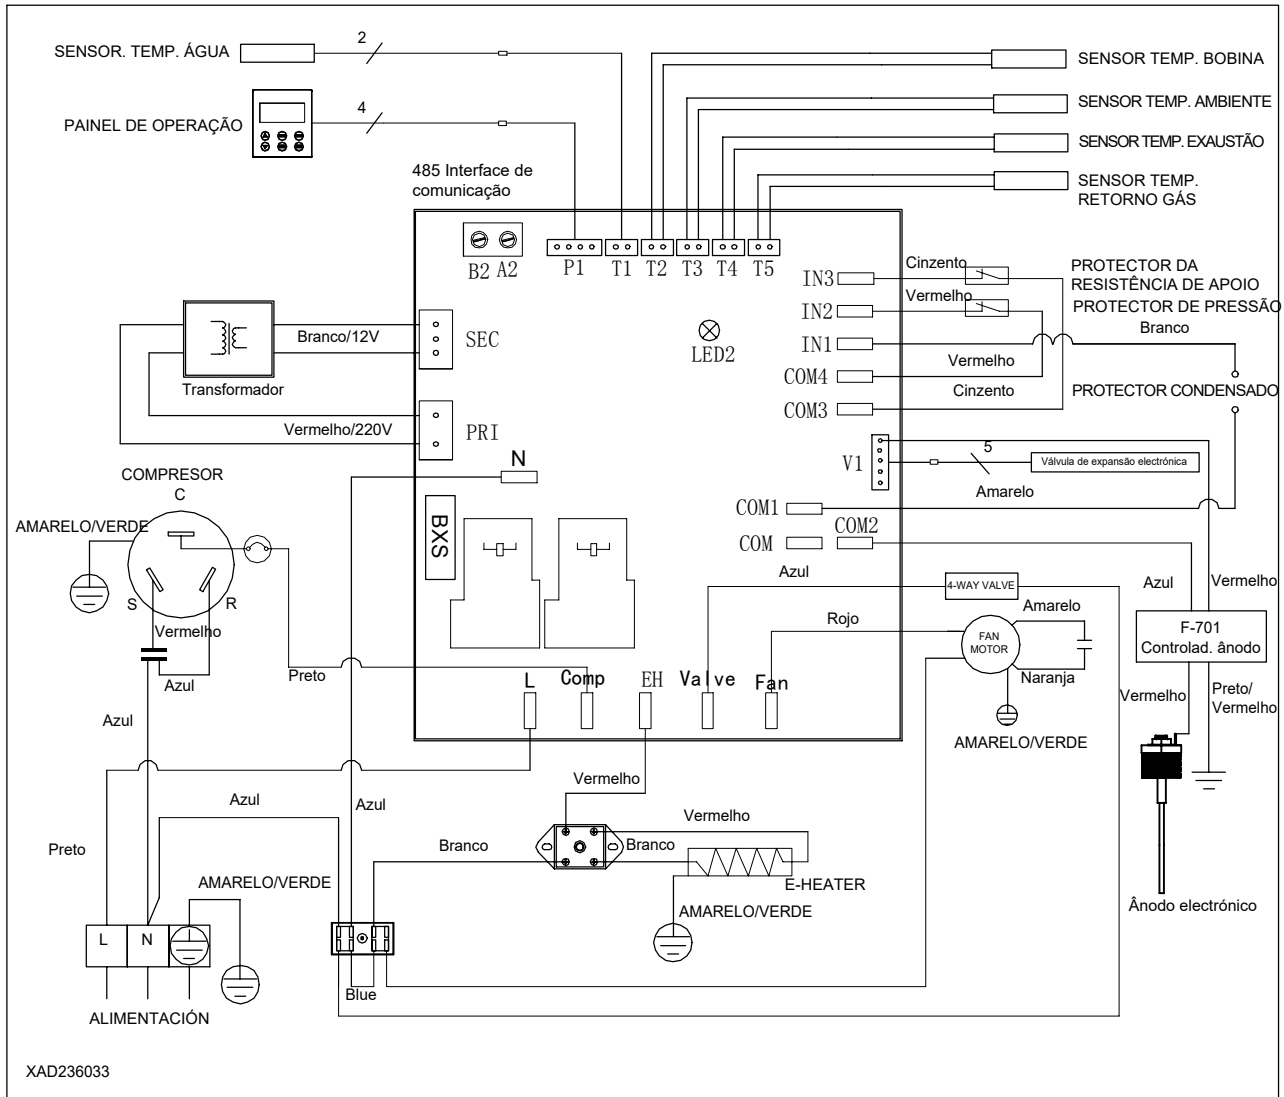 SENSOR. TEMP. ÁGUA
2
SENSOR TEMP. BOBINA
PAINEL DE OPERAÇÃO
4
SENSOR TEMP. AMBIENTE
SENSOR TEMP. EXAUSTÃO
485 Interface de
comunicação
SENSOR TEMP.
RETORNO GÁS
B2 A2
P1
T1
T2
T3
T4
T5
IN3
Cinzento
PROTECTOR DA
RESISTÊNCIA DE APOIO
IN2
Vermelho
PROTECTOR DE PRESSÃO
Branco
IN1
Vermelho
COM4
Cinzento
PROTECTOR CONDENSADO
COM3
LED2
Branco/12V
SEC
Transformador
Vermelho/220V
PRI
N
V1
5
Válvula de expansão electrónica
Amarelo
COMPRESOR
C
AMARELO/VERDE
S
R
Vermelho
Azul
BXS
COM1
COM
COM2
Azul
4-WAY VALVE
Azul
Vermelho
Rojo
Amarelo
FAN
MOTOR
F-701
Controlad. ânodo
Naranja
Vermelho
Preto/
Vermelho
AMARELO/VERDE
Preto
L
Comp
EH
Valve
Fan
Azul
Vermelho
Azul
Azul
Vermelho
Preto
Branco
Branco
E-HEATER
AMARELO/VERDE
AMARELO/VERDE
Ânodo electrónico
L
N
Blue
ALIMENTACIÓN
XAD236033